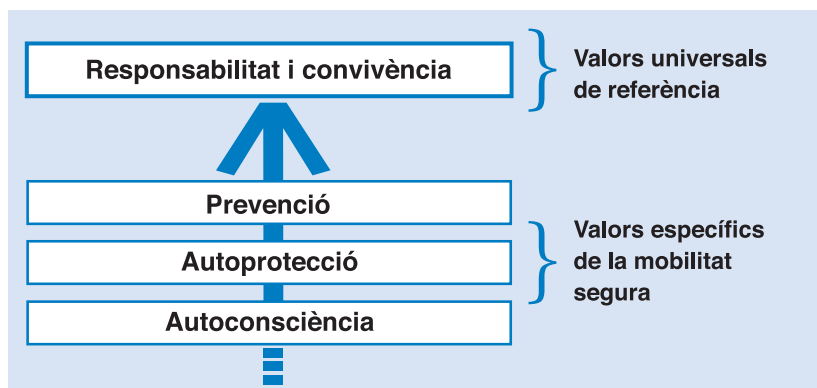 Responsabilitat i convivència
Valors universals
de referència
Prevenció
Autoprotecció
Autoconsciència
Valors específics
de la mobilitat
segura